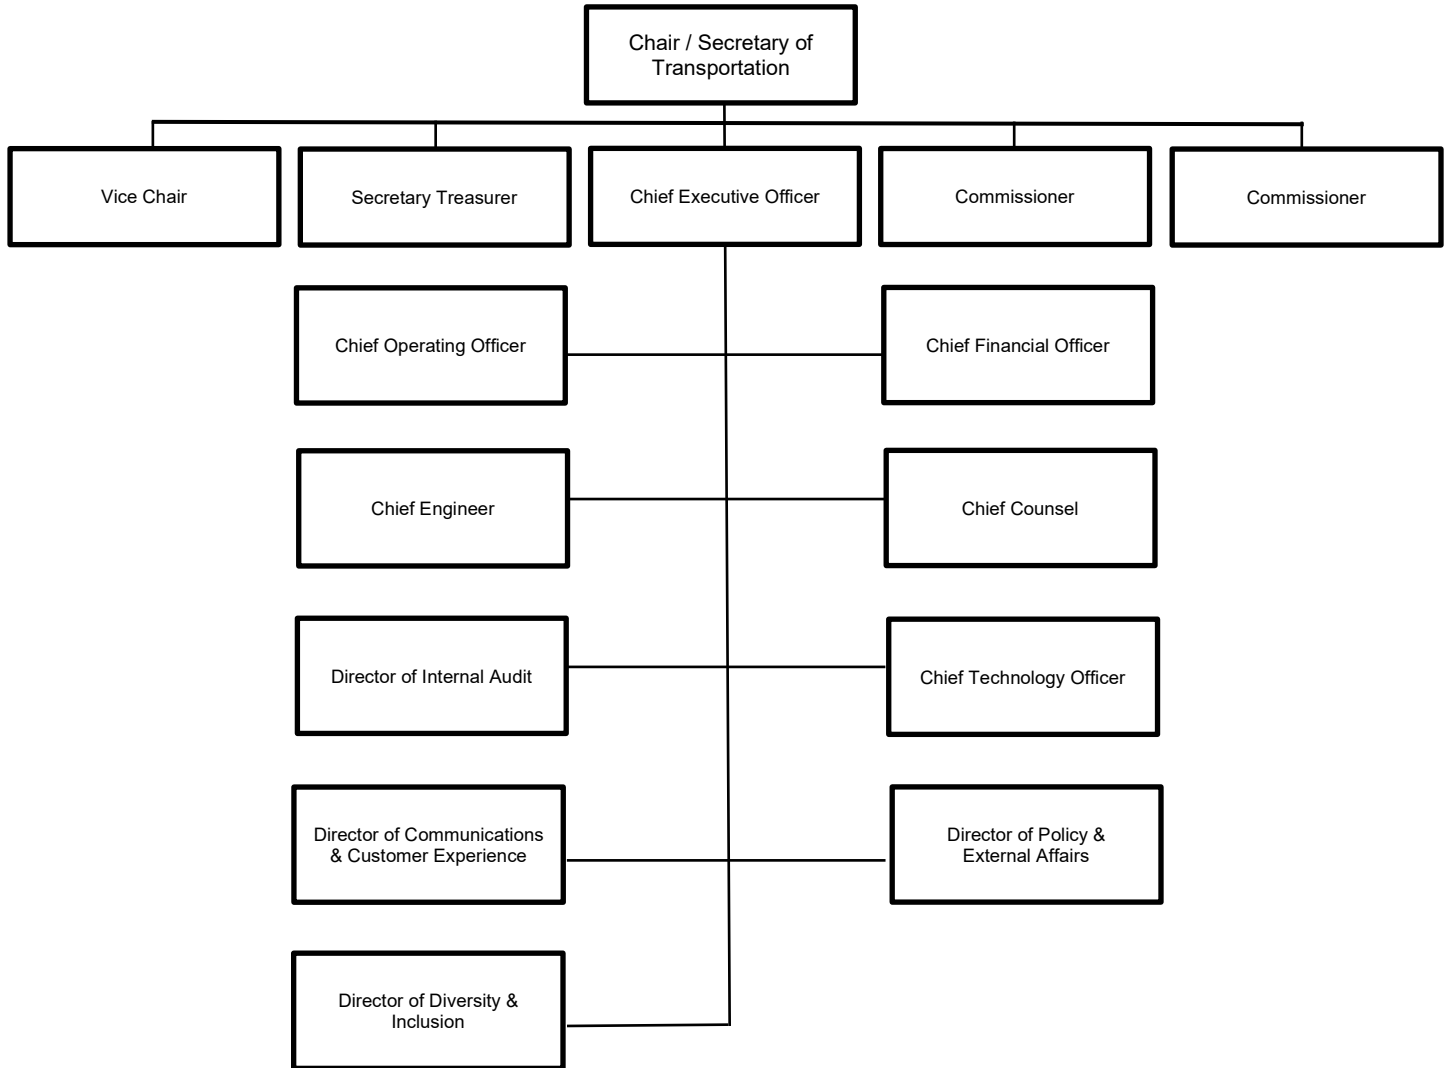 Chair / Secretary of
Transportation
Vice Chair
Secretary Treasurer
Chief Executive Officer
Commissioner
Commissioner
Chief Operating Officer
Chief Financial Officer
Chief Engineer
Chief Counsel
Director of Internal Audit
Chief Technology Officer
Director of Communications
& Customer Experience
Director of Policy &
External Affairs
Director of Diversity &
Inclusion